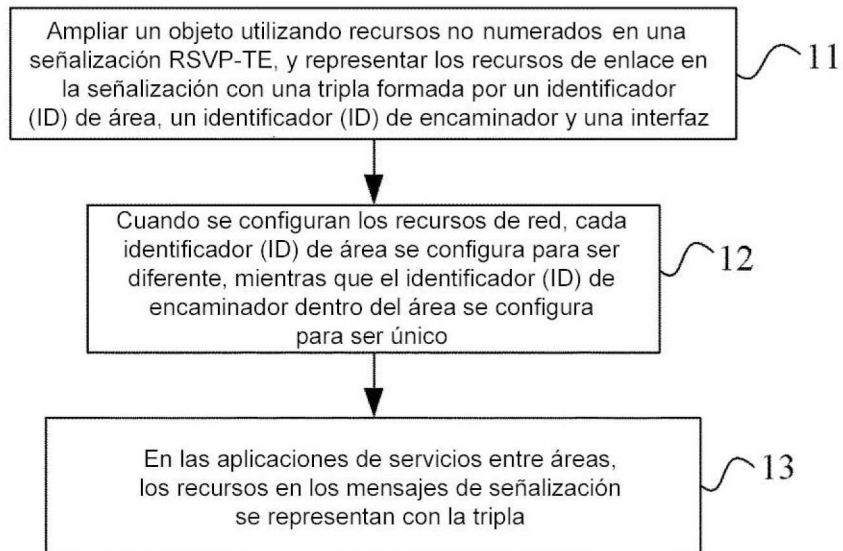 Ampliar un objeto utilizando recursos no numerados en una
señalización RSVP-TE, y representar los recursos de enlace en
la señalización con una tripla formada por un identificador
(ID) de área, un identificador (ID) de encaminador y una interfaz
11
Cuando se configuran los recursos de red, cada
identificador (ID) de área se configura para ser
diferente, mientras que el identificador (ID) de
encaminador dentro del área se configura
para ser único
12
En las aplicaciones de servicios entre áreas,
los recursos en los mensajes de señalización
se representan con la tripla
13